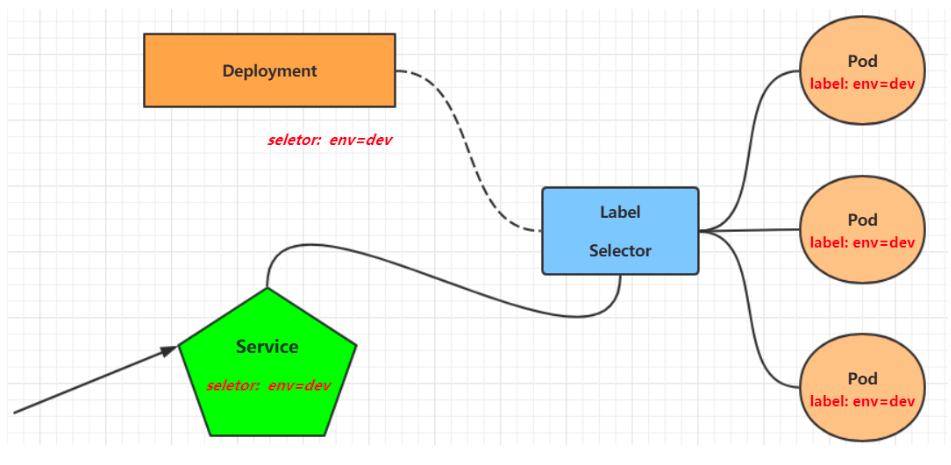 Deployment
seletor: env=dev
Label
Selector
Service
seletor: env=dev
Pod
label: env=dev
Pod
label: env=dev
Pod
label: env=dev